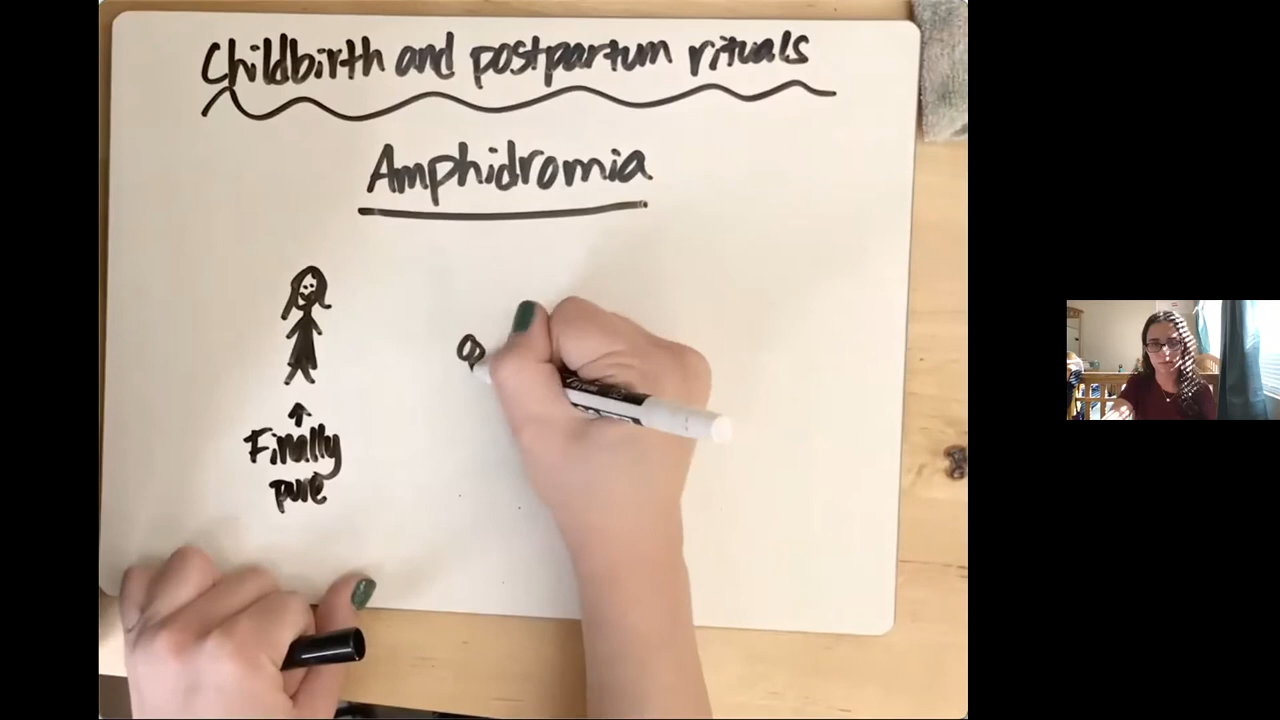 Childbirth and postpartum rituals
Amphidromia
Finally
pure